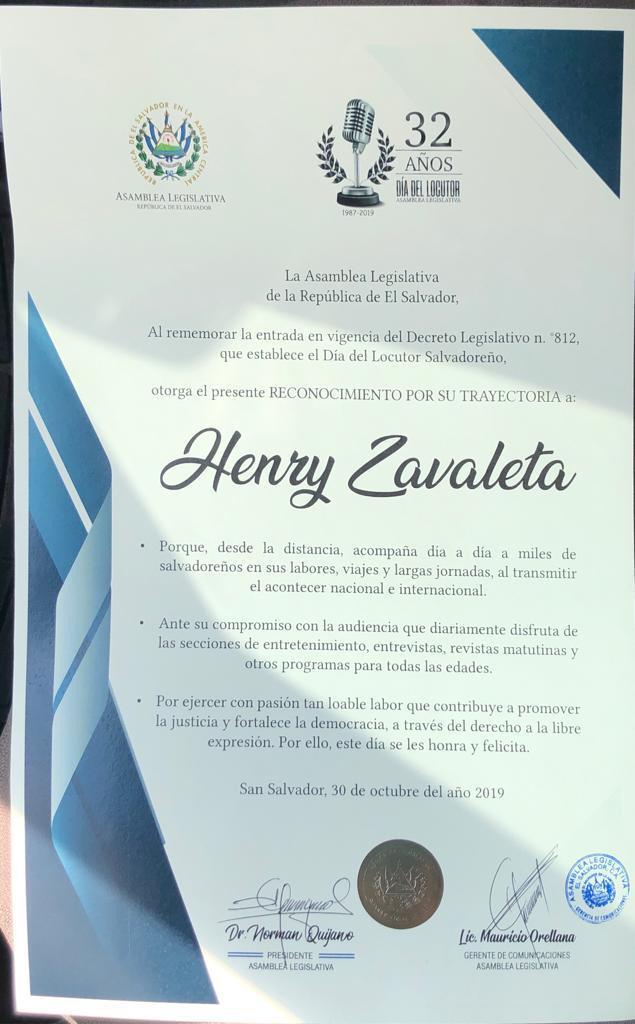 REPÚBLICA DE EL SALVADOR EN LA AMÉRICA CENTRAL
ASAMBLEA LEGISLATIVA
REPÚBLICA DE EL SALVADOR
32
AÑOS
DÍA DEL LOCUTOR
ASAMBLEA LEGISLATIVA
1987-2019
La Asamblea Legislativa
de la República de El Salvador,
Al rememorar la entrada en vigencia del Decreto Legislativo n. °812,
que establece el Día del Locutor Salvadoreño,
otorga el presente RECONOCIMIENTO POR SU TRAYECTORIA a:
Henry Zavaleta
• Porque, desde la distancia, acompaña día a día a miles de
salvadoreños en sus labores, viajes y largas jornadas, al transmitir
el acontecer nacional e internacional.
• Ante su compromiso con la audiencia que diariamente disfruta de
las secciones de entretenimiento, entrevistas, revistas matutinas y
otros programas para todas las edades.
• Por ejercer con pasión tan loable labor que contribuye a promover
la justicia y fortalece la democracia, a través del derecho a la libre
expresión. Por ello, este día se les honra y felicita.
San Salvador, 30 de octubre del año 2019
Dr. Norman Quijano
PRESIDENTE
ASAMBLEA LEGISLATIVA
Lic. Mauricio Orellana
GERENTE DE COMUNICACIONES
ASAMBLEA LEGISLATIVA
ASAMBLEA LEGISLATIVA
EL SALVADOR, C.A.
GERENCIA DE COMUNICACIONES